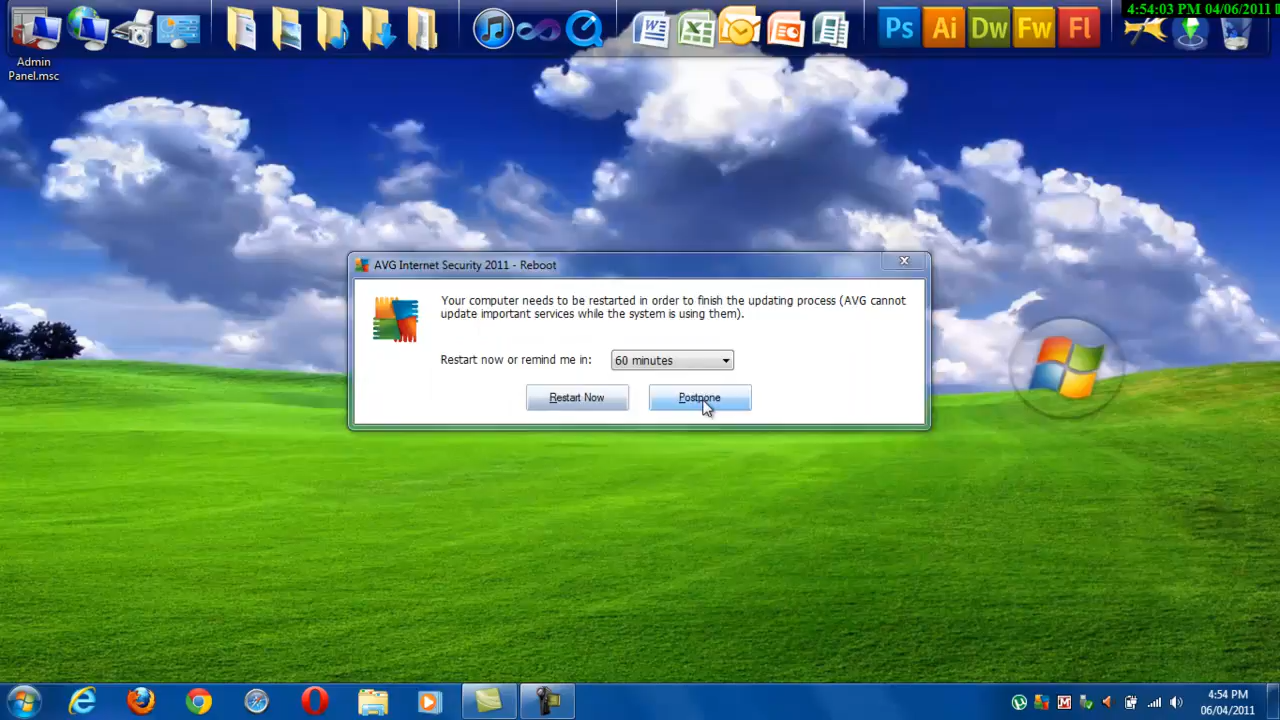 4:54:03 PM 04/06/2011
Ps Ai Dw Fw Fl
Admin
Panel.msc
AVG Internet Security 2011 - Reboot
Your computer needs to be restarted in order to finish the updating process (AVG cannot
update important services while the system is using them).
Restart now or remind me in: 60 minutes
Restart Now Postpone
4:54 PM
06/04/2011